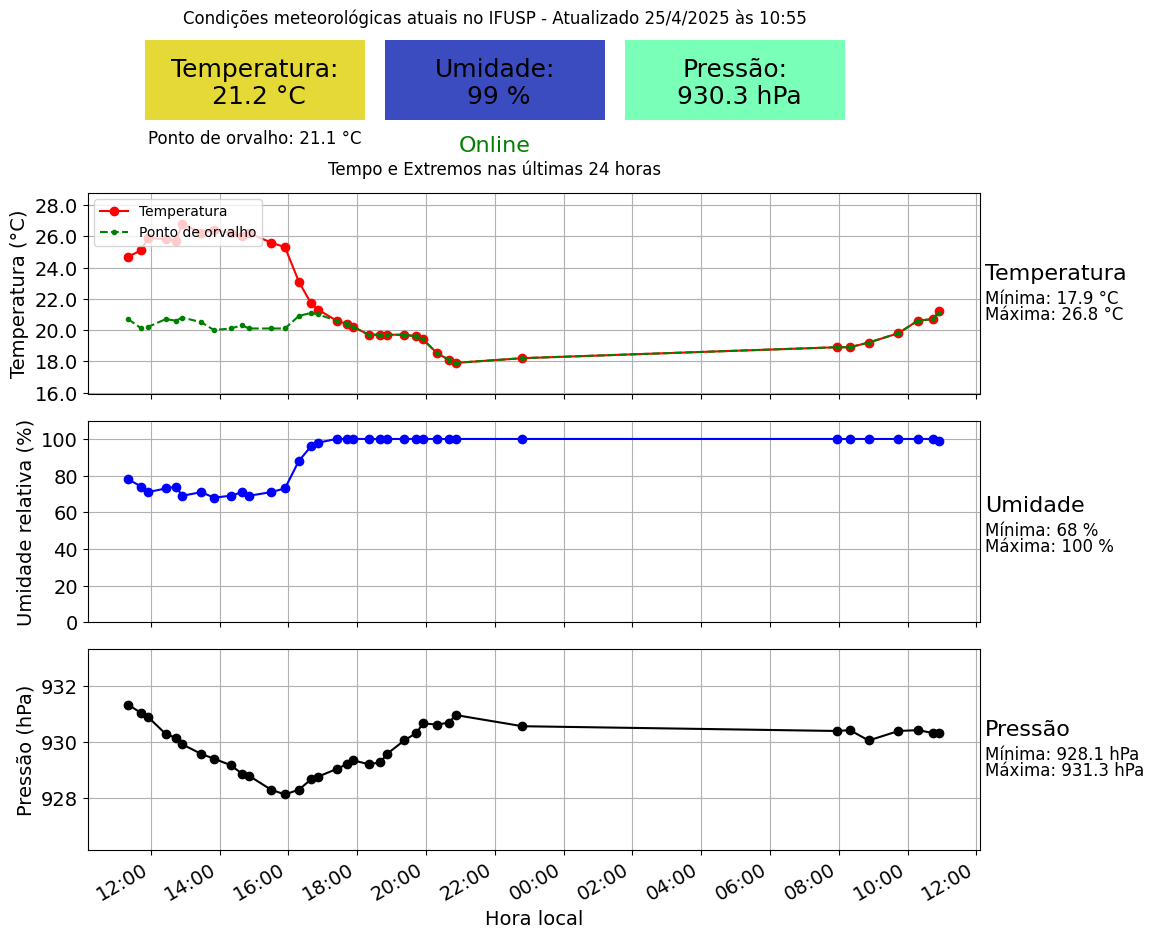 Condições meteorológicas atuais no IFUSP - Atualizado 25/4/2025 às 10:55
Temperatura:
21.2 °C
Umidade:
99 %
Pressão:
930.3 hPa
Ponto de orvalho: 21.1 °C
Online
Tempo e Extremos nas últimas 24 horas
Temperatura (°C)
28.0
26.0
24.0
22.0
20.0
18.0
16.0
Temperatura
Ponto de orvalho
Temperatura
Mínima: 17.9 °C
Máxima: 26.8 °C
Umidade relativa (%)
100
80
60
40
20
0
Umidade
Mínima: 68 %
Máxima: 100 %
Pressão (hPa)
932
930
928
Pressão
Mínima: 928.1 hPa
Máxima: 931.3 hPa
12:00 14:00 16:00 18:00 20:00 22:00 00:00 02:00 04:00 06:00 08:00 10:00 12:00
Hora local